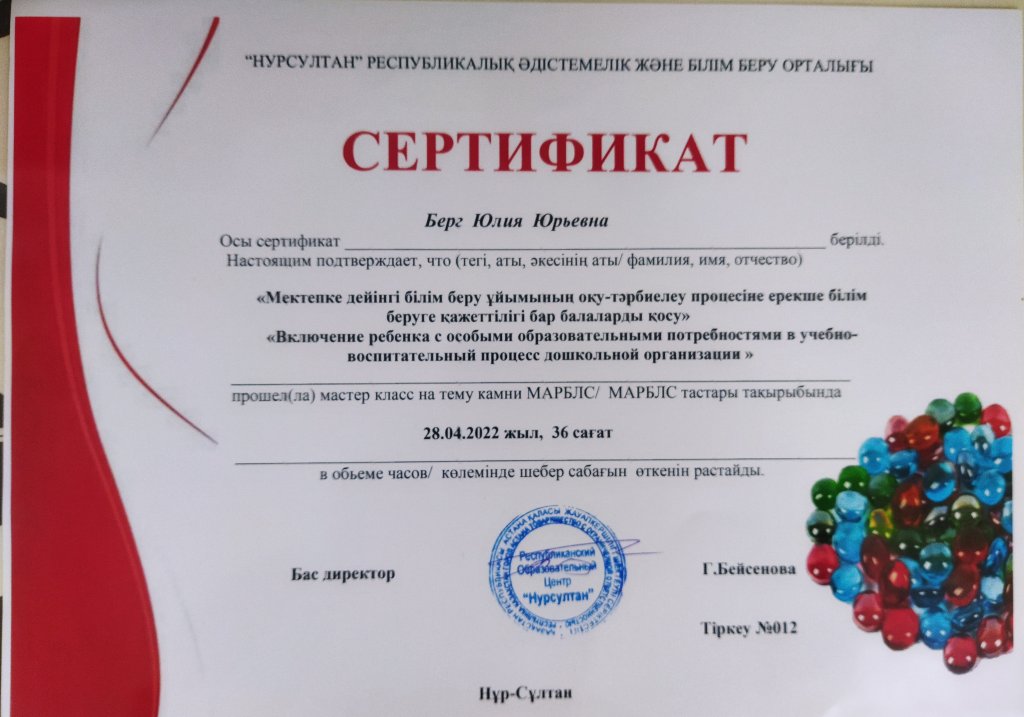 “НУРСУЛТАН” РЕСПУБЛИКАЛЫҚ ӘДІСТЕМЕЛІК ЖӘНЕ БІЛІМ БЕРУ ОРТАЛЫҒЫ
СЕРТИФИКАТ
Берг Юлия Юрьевна
Осы сертификат берілді.
Настоящим подтверждает, что (тегі, аты, әкесінің аты/ фамилия, имя, отчество)
«Мектепке дейінгі білім беру ұйымының оқу-тәрбиелеу процесіне ерекше білім
беруге қажеттілігі бар балаларды қосу»
«Включение ребенка с особыми образовательными потребностями в учебно-
воспитательный процесс дошкольной организации »
прошел(ла) мастер класс на тему камни МАРБЛС/ МАРБЛС тастары тақырыбында
28.04.2022 жыл, 36 сағат
в обьеме часов/ көлемінде шебер сабағын өткенін растайды.
Республиканский
Образовательный
Центр
“Нурсултан”
Бас директор
Г.Бейсенова
Тіркеу №012
Нұр-Сұлтан